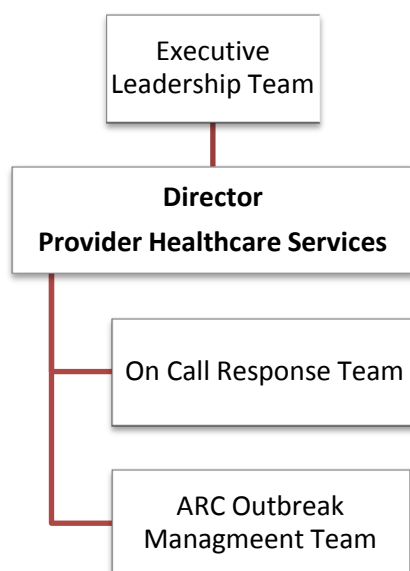 Executive
Leadership Team
Director
Provider Healthcare Services
On Call Response Team
ARC Outbreak
Managmeent Team